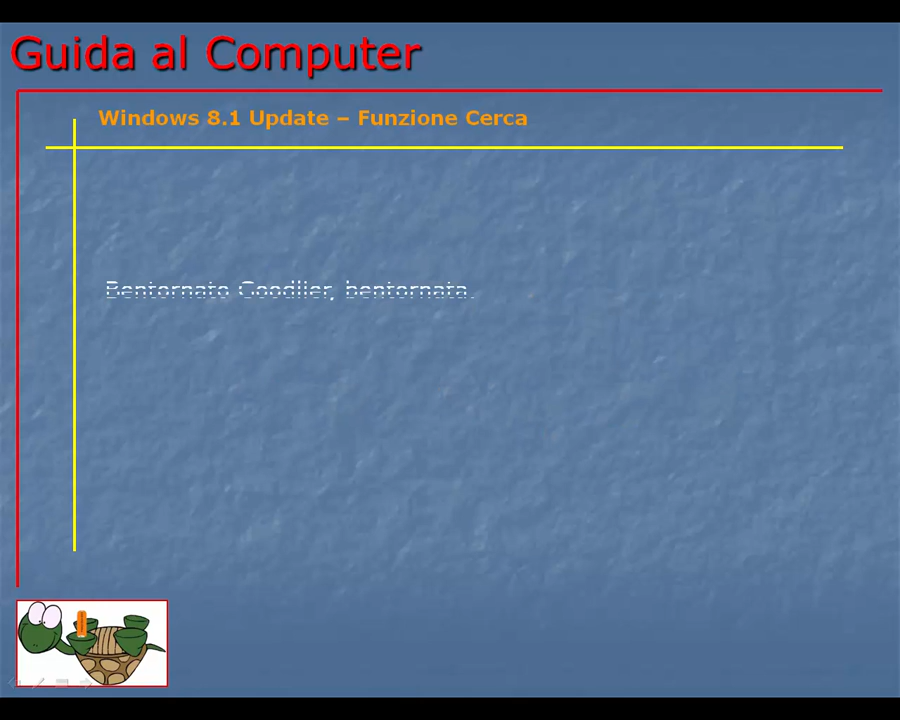 Guida al Computer
Windows 8.1 Update – Funzione Cerca
Bentornato Goodlier, bentornata.